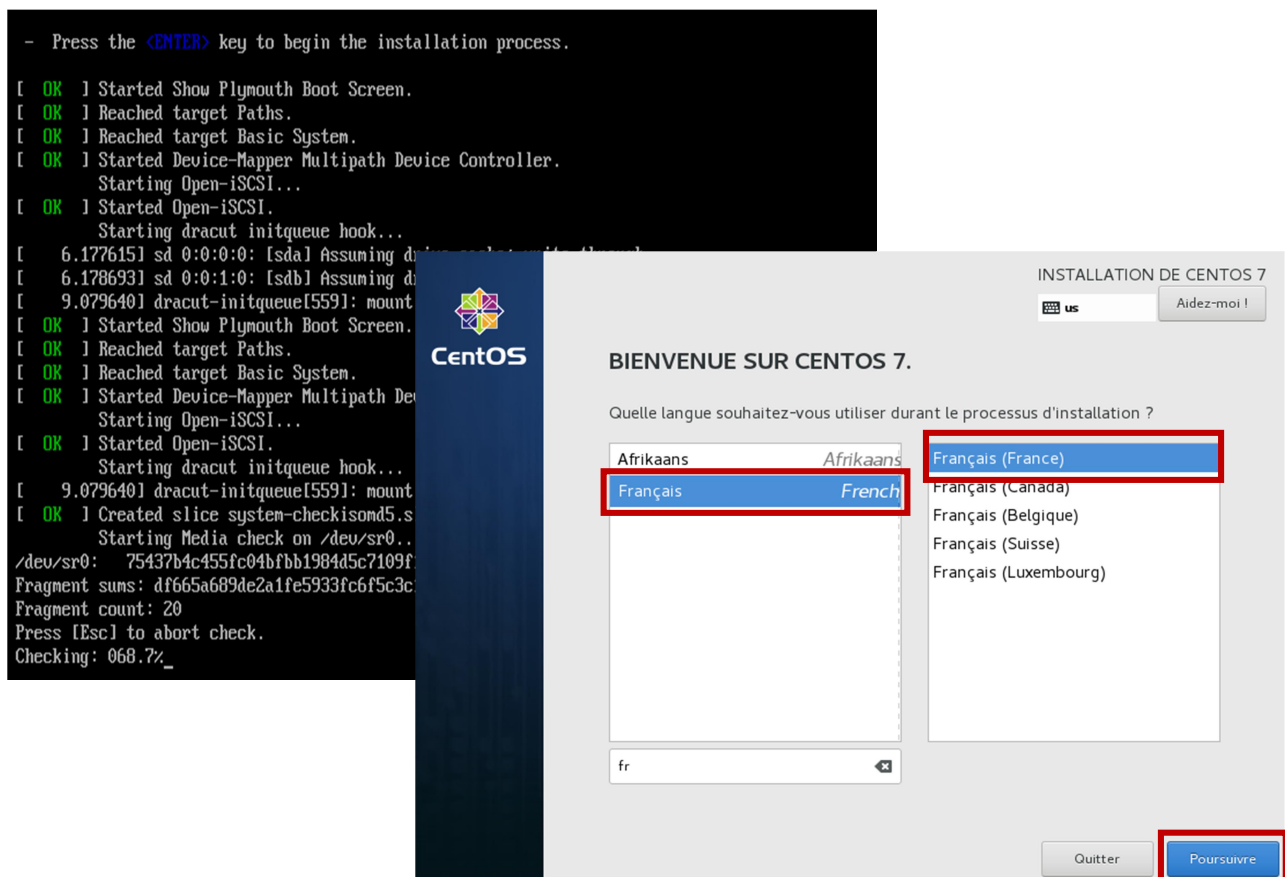 - Press the <ENTER> key to begin the installation process.
[ OK ] Started Show Plymouth Boot Screen.
[ OK ] Reached target Paths.
[ OK ] Reached target Basic System.
[ OK ] Started Device-Mapper Multipath Device Controller.
Starting Open-iSCSI...
[ OK ] Started Open-iSCSI.
Starting dracut initqueue hook...
[ 6.177615] sd 0:0:0:0: [sda] Assuming drive cache: write through
[ 6.178693] sd 0:0:1:0: [sdb] Assuming
[ 9.079640] dracut-initqueue[559]: mount
[ OK ] Started Show Plymouth Boot Screen.
[ OK ] Reached target Paths.
[ OK ] Reached target Basic System.
[ OK ] Started Device-Mapper Multipath
Starting Open-iSCSI...
[ OK ] Started Open-iSCSI.
Starting dracut initqueue hook...
[ 9.079640] dracut-initqueue[559]: mount
[ OK ] Created slice system-checkisomd5.s
Starting Media check on /dev/sr0..
/dev/sr0:
Fragment sums:
Fragment count: 20
Press [Esc] to abort check.
Checking: 068.7%_
CentOS
INSTALLATION DE CENTOS 7
us
Aidez-moi !
BIENVENUE SUR CENTOS 7.
Quelle langue souhaitez-vous utiliser durant le processus d'installation ?
Afrikaans Afrikaans
Français French
fr
Français (France)
Français (Canada)
Français (Belgique)
Français (Suisse)
Français (Luxembourg)
Quitter
Poursuivre